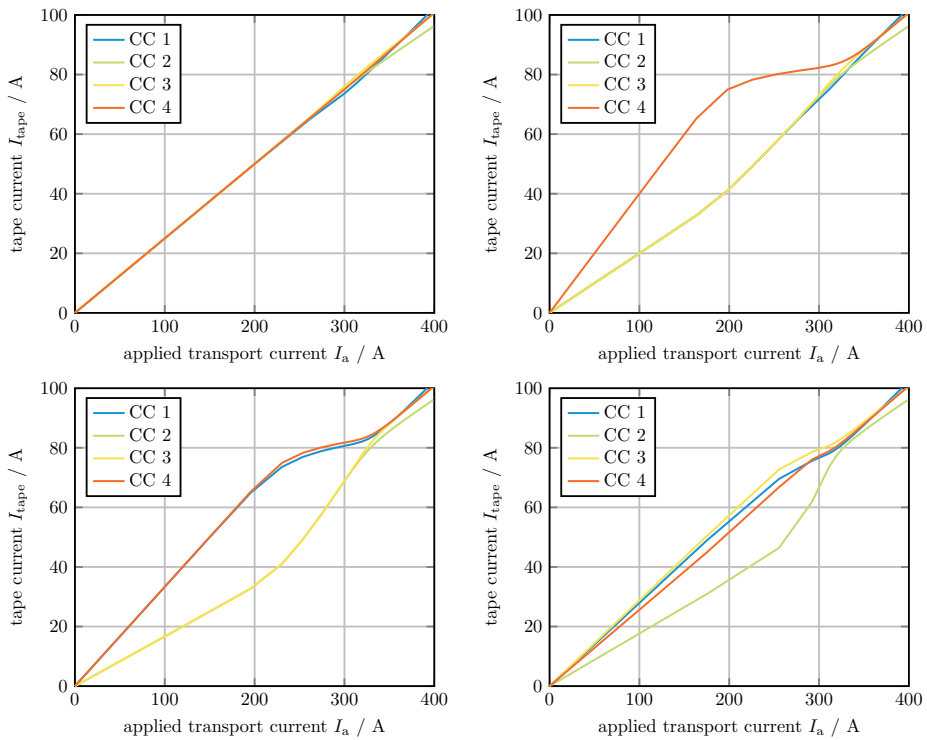 100
80
60
40
20
0
0 100 200 300 400
tape current I_tape / A
applied transport current I_a / A
CC 1
CC 2
CC 3
CC 4
100
80
60
40
20
0
0 100 200 300 400
tape current I_tape / A
applied transport current I_a / A
CC 1
CC 2
CC 3
CC 4
100
80
60
40
20
0
0 100 200 300 400
tape current I_tape / A
applied transport current I_a / A
CC 1
CC 2
CC 3
CC 4
100
80
60
40
20
0
0 100 200 300 400
tape current I_tape / A
applied transport current I_a / A
CC 1
CC 2
CC 3
CC 4